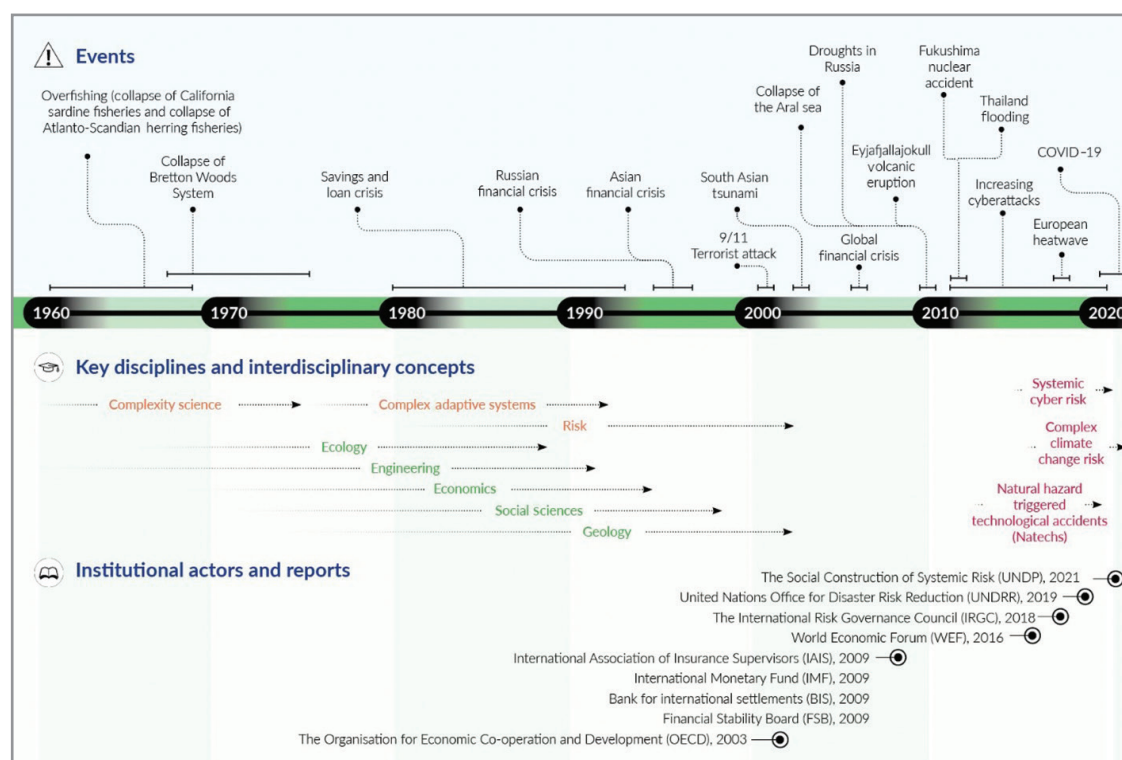 Events
Overfishing (collapse of California
sardine fisheries and collapse of
Atlanto-Scandian herring fisheries)
Collapse of
Bretton Woods
System
Savings and
loan crisis
Russian
financial crisis
Asian
financial crisis
South Asian
tsunami
9/11
Terrorist attack
Collapse of
the Aral sea
Droughts in
Russia
Global
financial crisis
Eyjafjallajokull
volcanic
eruption
Fukushima
nuclear
accident
Thailand
flooding
Increasing
cyberattacks
COVID-19
European
heatwave
1960
1970
1980
1990
2000
2010
2020
Key disciplines and interdisciplinary concepts
Complexity science
Complex adaptive systems
Risk
Ecology
Engineering
Economics
Social sciences
Geology
Systemic
cyber risk
Complex
climate
change risk
Natural hazard
triggered
technological accidents
(Natechs)
Institutional actors and reports
The Social Construction of Systemic Risk (UNDP), 2021
United Nations Office for Disaster Risk Reduction (UNDRR), 2019
The International Risk Governance Council (IRGC), 2018
World Economic Forum (WEF), 2016
International Association of Insurance Supervisors (IAIS), 2009
International Monetary Fund (IMF), 2009
Bank for international settlements (BIS), 2009
Financial Stability Board (FSB), 2009
The Organisation for Economic Co-operation and Development (OECD), 2003